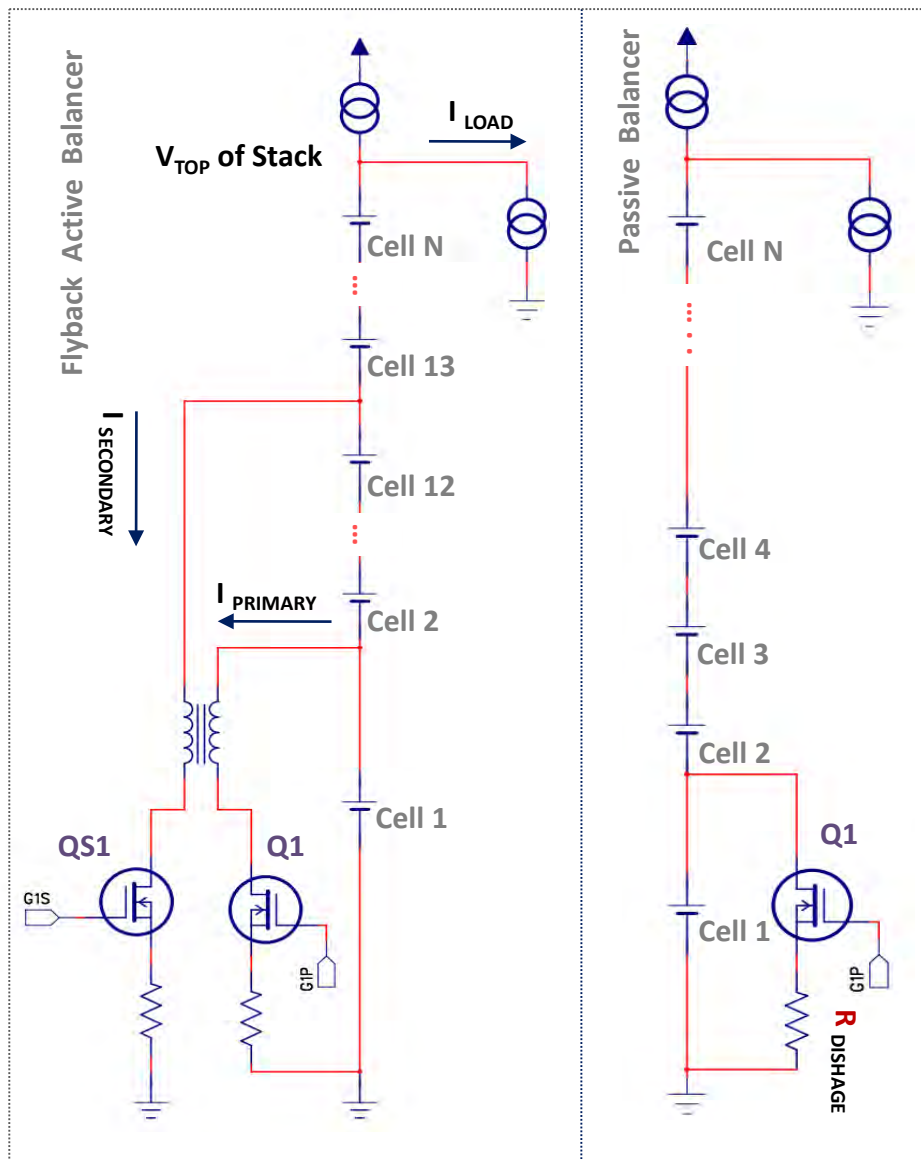 Flyback Active Balancer
I LOAD
V TOP of Stack
Cell N
Cell 13
I SECONDARY
Cell 12
I PRIMARY
Cell 2
Cell 1
QS1
Q1
G1S
G1P
Passive Balancer
Cell N
Cell 4
Cell 3
Cell 2
Q1
Cell 1
G1P
R DISHAGE